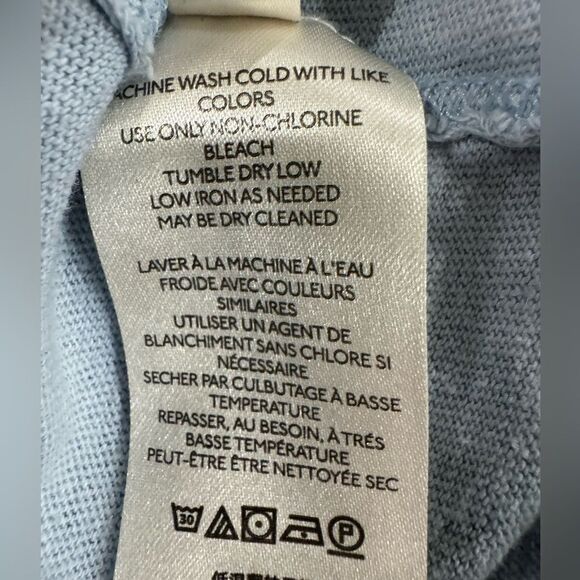 ACHINE WASH COLD WITH LIKE
COLORS
USE ONLY NON-CHLORINE
BLEACH
TUMBLE DRY LOW
LOW IRON AS NEEDED
MAY BE DRY CLEANED
LAVER À LA MACHINE À L'EAU
FROIDE AVEC COULEURS
SIMILAIRES
UTILISER UN AGENT DE
BLANCHIMENT SANS CHLORE SI
NÉCESSAIRE
SECHER PAR CULBUTAGE À BASSE
TEMPERATURE
REPASSER, AU BESOIN, À TRÉS
BASSE TEMPÉRATURE
PEUT-ÊTRE ÊTRE NETTOYÉE SEC
30 P